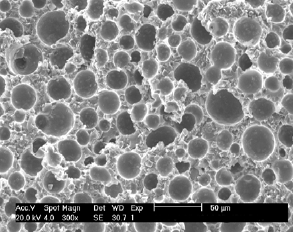 Acc.V Spot Magn Det WD Exp 50 µm
20.0 kV 4.0 300x SE 30.7 1